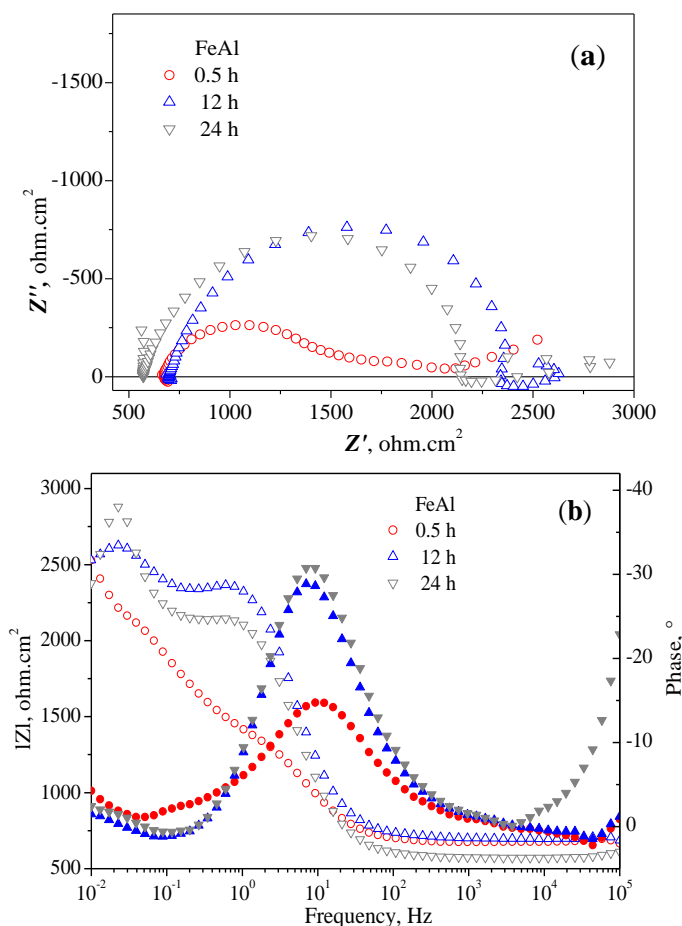 (a)
FeAl
0.5 h
12 h
24 h
-1500
-1000
-500
0
Z'', ohm.cm²
500 1000 1500 2000 2500 3000
Z', ohm.cm²
(b)
FeAl
0.5 h
12 h
24 h
3000
2500
2000
1500
1000
500
|Z|, ohm.cm²
-40
-30
-20
-10
0
Phase, °
10⁻² 10⁻¹ 10⁰ 10¹ 10² 10³ 10⁴ 10⁵
Frequency, Hz